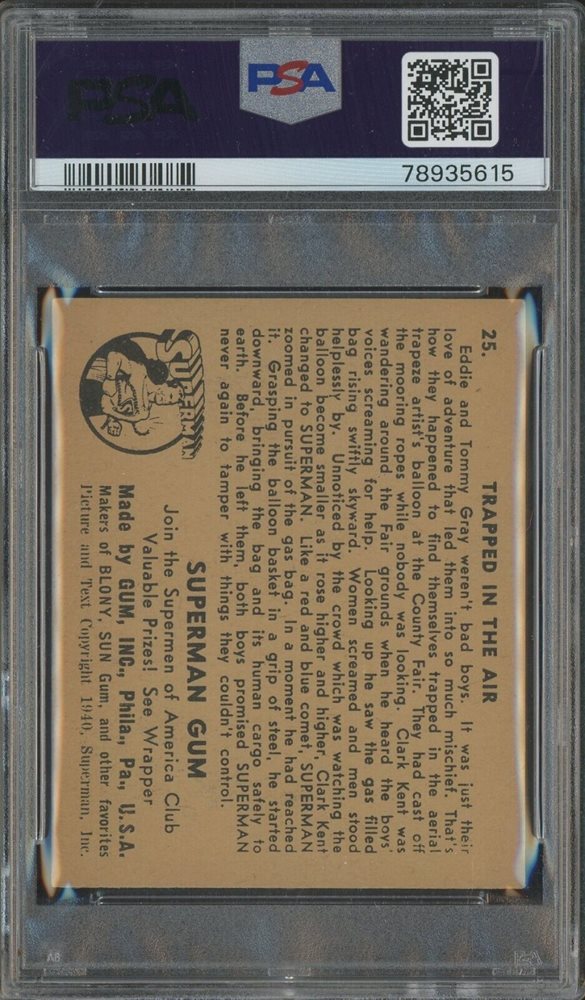 PSA
PSA
78935615
25. TRAPPED IN THE AIR
Eddie and Tommy Gray weren't bad boys. It was just their
love of adventure that led them into so much mischief. That's
how they happened to find themselves trapped in the aerial
trapeze artist's balloon at the County Fair. They had cast off
the mooring ropes while nobody was looking. Clark Kent was
wandering around the Fair grounds when he heard the boys'
voices screaming for help. Looking up he saw the gas filled
bag rising swiftly skyward. Women screamed and men stood
helplessly by. Unnoticed by the crowd which was watching the
balloon become smaller as it rose higher and higher, Clark Kent
changed to SUPERMAN. Like a red and blue comet, SUPERMAN
zoomed in pursuit of the gas bag. In a moment he had reached
it. Grasping the balloon basket in a grip of steel, he started
downward, bringing the bag and its human cargo safely to
earth. Before he left them, both boys promised SUPERMAN
never again to tamper with things they couldn't control.
SUPERMAN
S
SUPERMAN GUM
Join the Supermen of America Club
Valuable Prizes! See Wrapper
Made by GUM, INC., Phila., Pa., U.S.A.
Makers of BLONY, SUN Gum, and other favorites
Picture and Text Copyright 1940, Superman, Inc.
AB